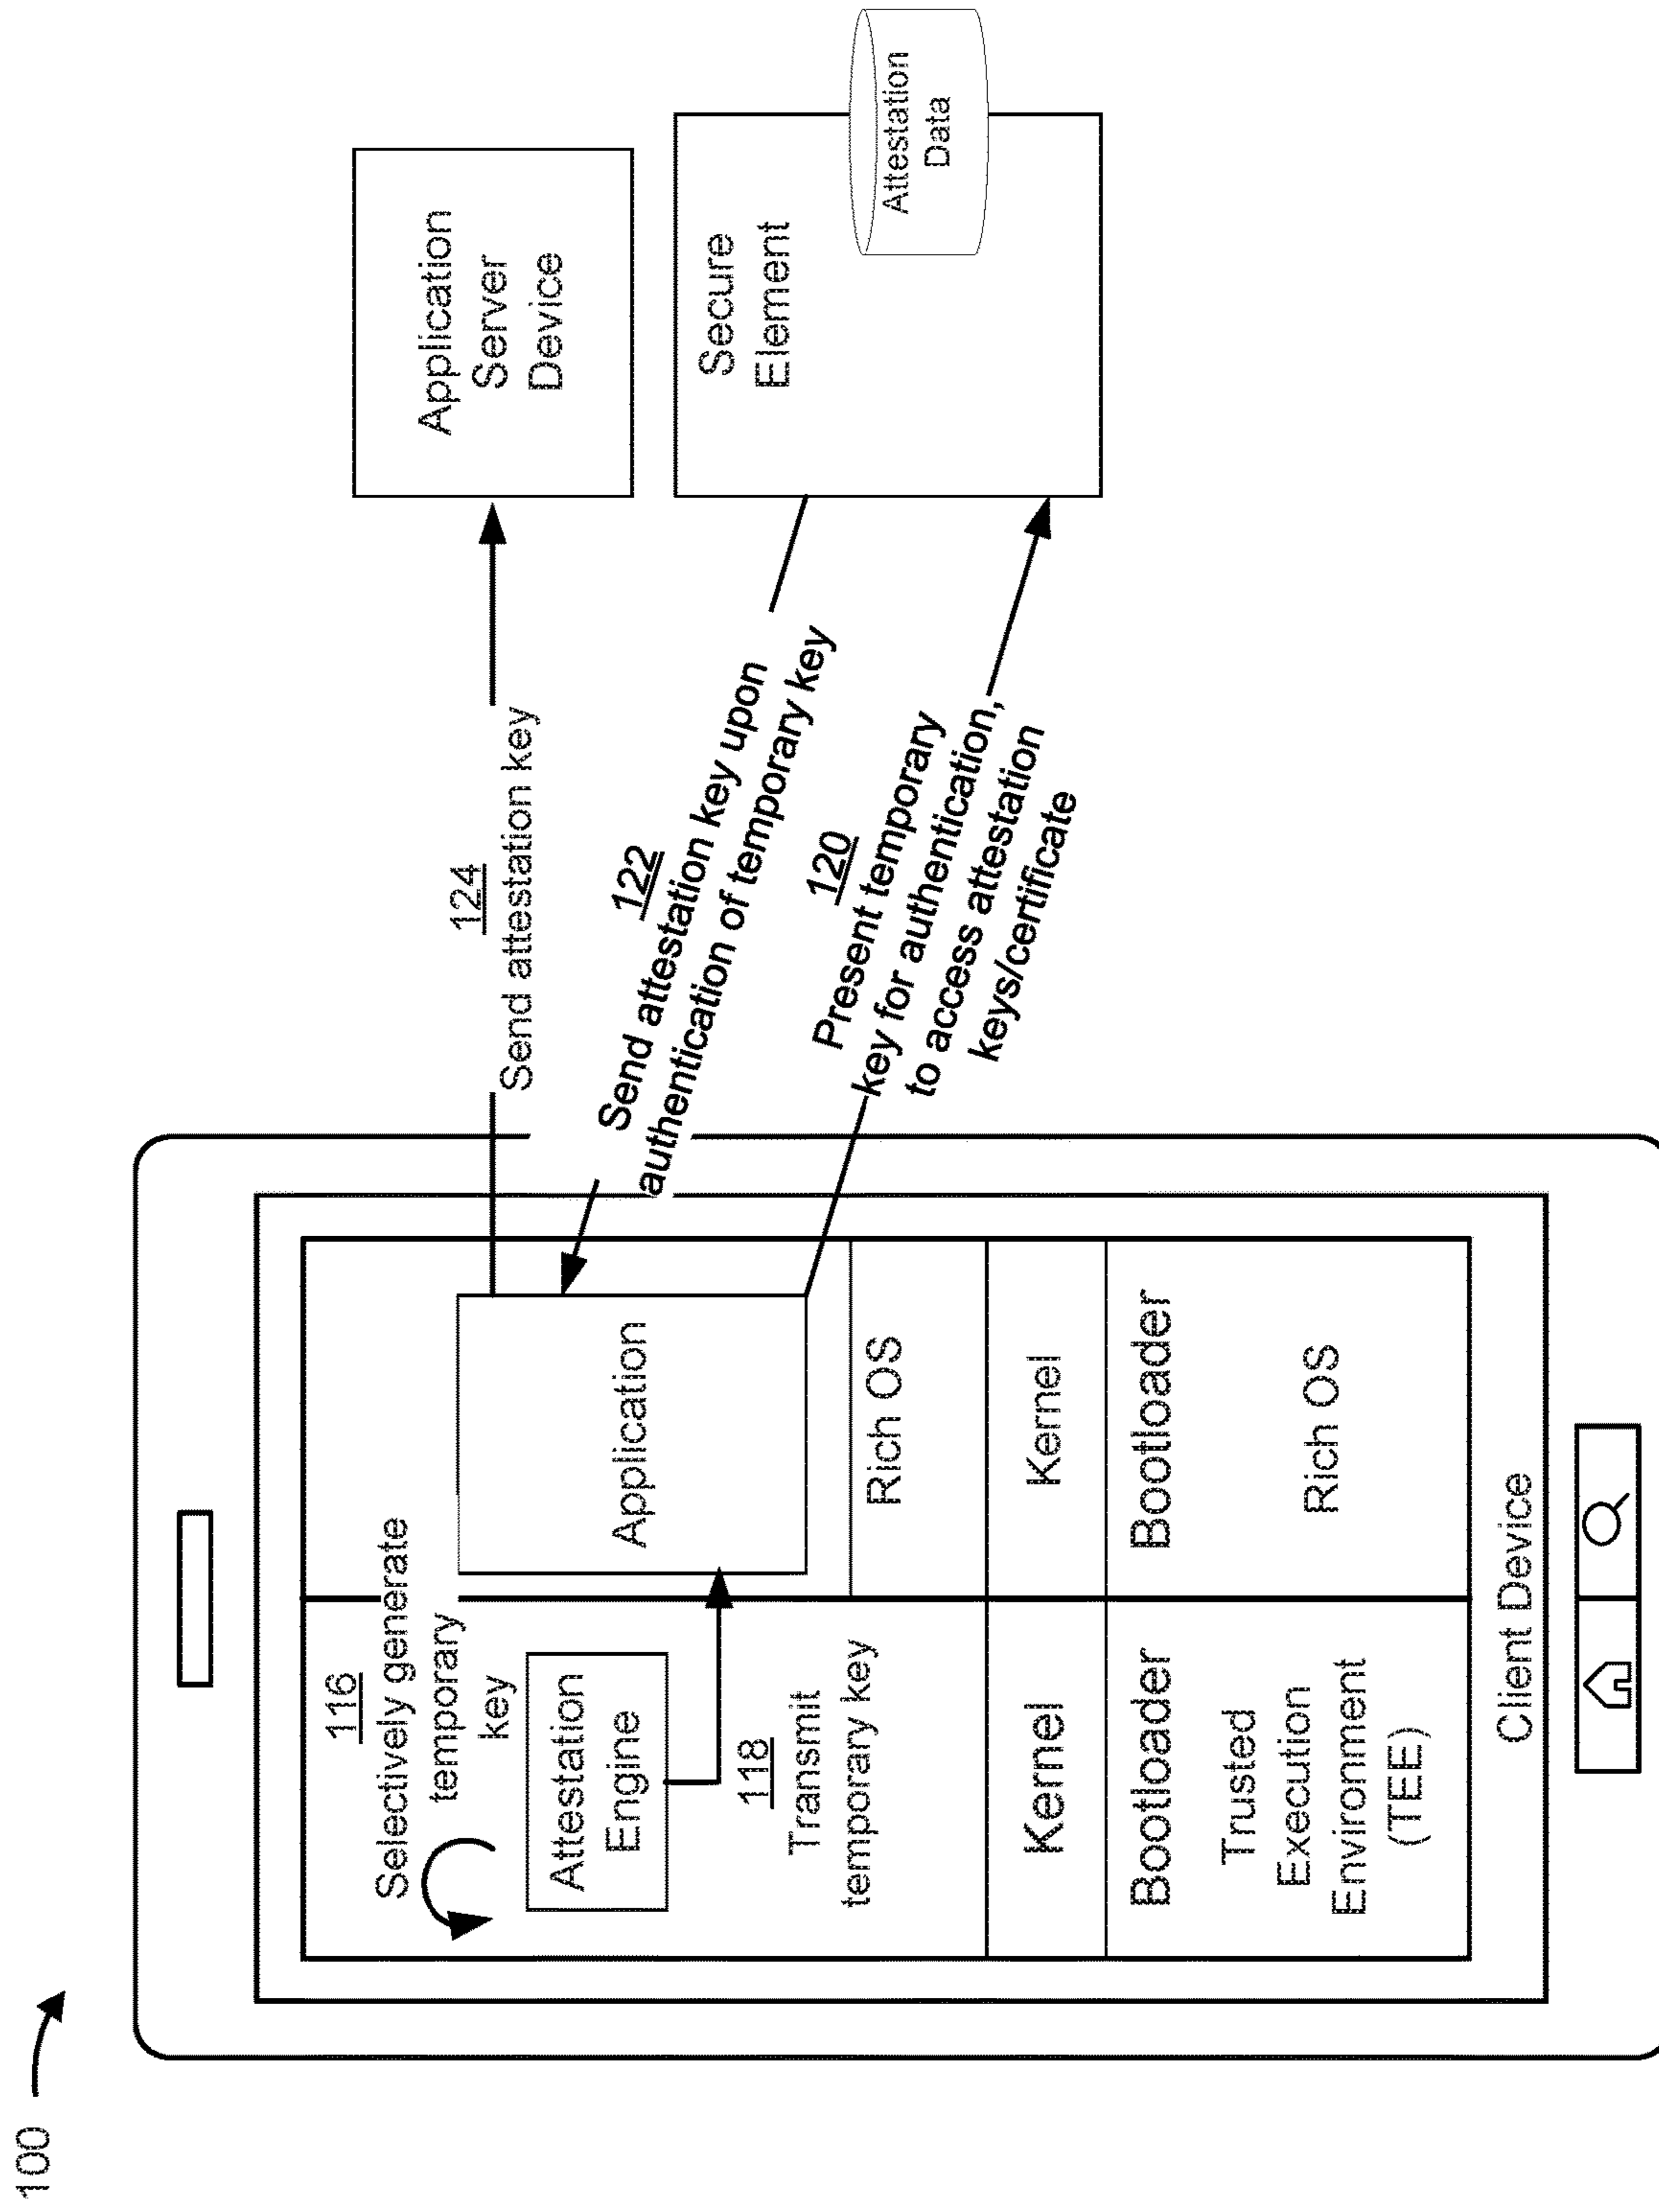 100
116
Selectively generate
temporary
key
Attestation
Engine
118
Transmit
temporary key
Kernel
Bootloader
Trusted
Execution
Environment
(TEE)
Application
Rich OS
Kernel
Bootloader
Rich OS
Client Device
124
Send attestation key
122
Send attestation key upon
authentication of temporary key
120
Present temporary
key for authentication,
to access attestation
keys/certificate
Application
Server
Device
Secure
Element
Attestation
Data